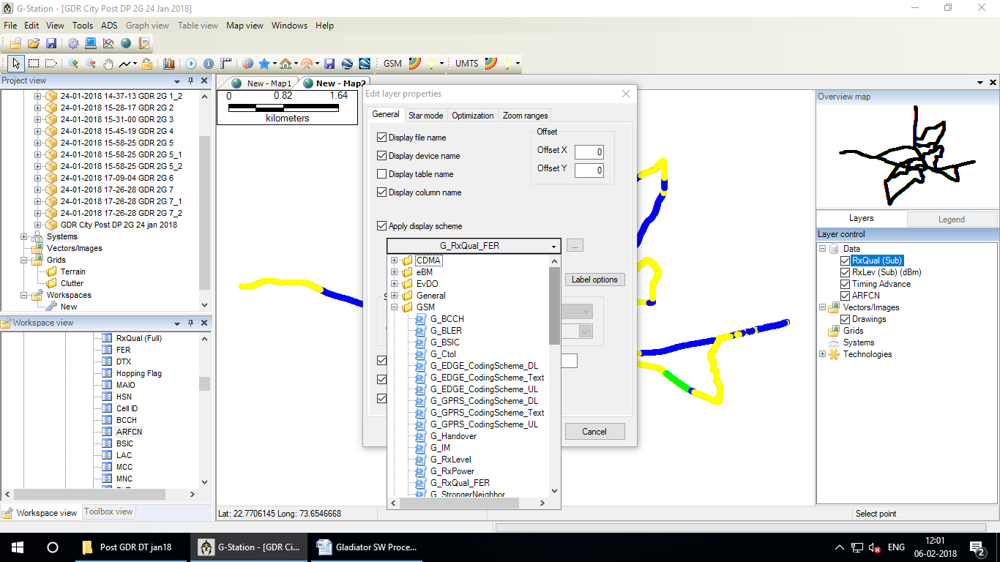 G-Station - [GDR City Post DP 2G 24 Jan 2018]
File Edit View Tools ADS Graph view Table view Map view Windows Help
GSM UMTS
Project view
24-01-2018 14-37-13 GDR 2G 1_2
24-01-2018 15-28-17 GDR 2G 2
24-01-2018 15-31-00 GDR 2G 3
24-01-2018 15-45-19 GDR 2G 4
24-01-2018 15-58-25 GDR 2G 5
24-01-2018 15-58-25 GDR 2G 5_1
24-01-2018 15-58-25 GDR 2G 5_2
24-01-2018 17-09-04 GDR 2G 6
24-01-2018 17-26-28 GDR 2G 7
24-01-2018 17-26-28 GDR 2G 7_1
24-01-2018 17-26-28 GDR 2G 7_2
GDR City Post DP 2G 24 jan 2018
Systems
Vectors/Images
Grids
Terrain
Clutter
Workspaces
New
Workspace view
RxQual (Full)
FER
DTX
Hopping Flag
MAIO
HSN
Cell ID
BCCH
ARFCN
BSIC
LAC
MCC
MNC
Workspace view
Toolbox view
New - Map1
New - Map2
0 0.82 1.64
kilometers
Edit layer properties
General Star mode Optimization Zoom ranges
Display file name
Display device name
Display table name
Display column name
Offset
Offset X 0
Offset Y 0
Apply display scheme
G_RxQual_FER ...
CDMA
eBM
EvDO
General
GSM
G_BCCH
G_BLER
G_BSIC
G_Ctol
G_EDGE_CodingScheme_DL
G_EDGE_CodingScheme_Text
G_EDGE_CodingScheme_UL
G_GPRS_CodingScheme_DL
G_GPRS_CodingScheme_Text
G_GPRS_CodingScheme_UL
G_Handover
G_IM
G_RxLevel
G_RxPower
G_RxQual_FER
G_StrongerNeighbor
Label options
Cancel
Overview map
Layers
Legend
Layer control
Data
RxQual (Sub)
RxLev (Sub) (dBm)
Timing Advance
ARFCN
Vectors/Images
Drawings
Grids
Systems
Technologies
Lat: 22.7706145 Long: 73.6546668
Select point
Post GDR DT jan18
G-Station - [GDR Ci...
Gladiator SW Proce...
ENG
12:01
06-02-2018
2